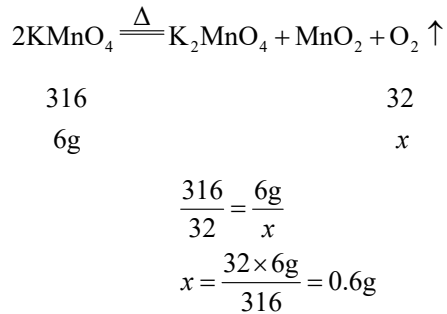 2KMnO₄ ≜ K₂MnO₄ + MnO₂ + O₂ ↑
316 32
6g x
316/32 = 6g/x
x = 32×6g/316 = 0.6g